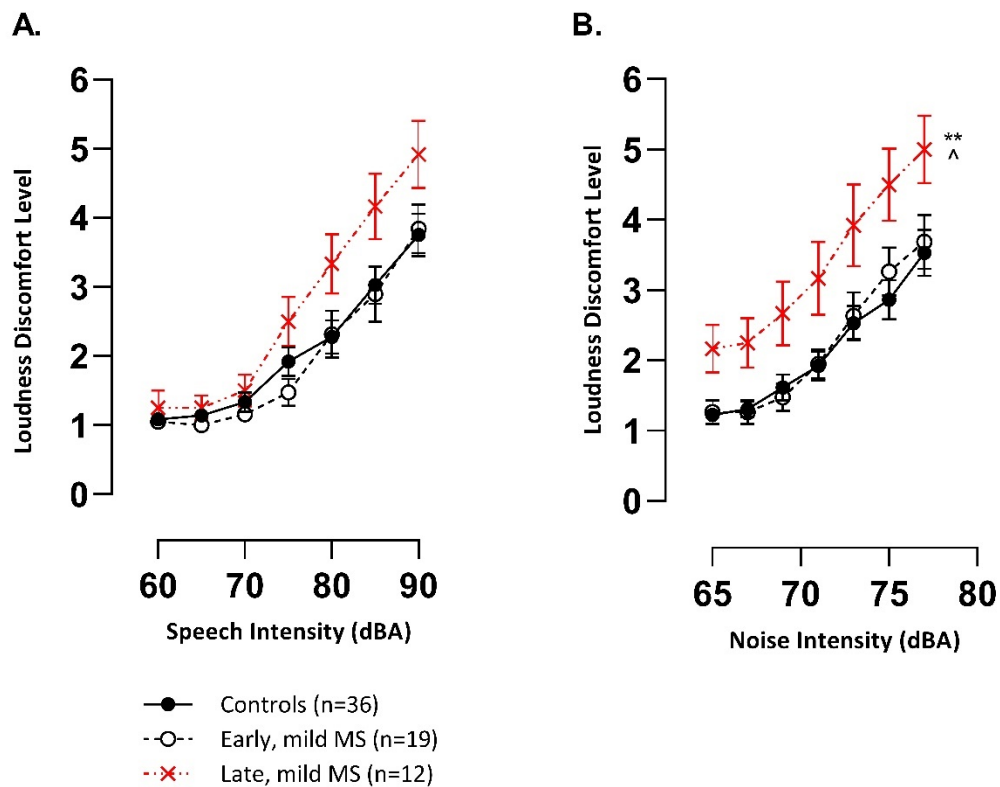 A.
B.
6
5
4
3
2
1
0
Loudness Discomfort Level
60 70 80 90
Speech Intensity (dBA)
6
5
4
3
2
1
0
Loudness Discomfort Level
**
^
65 70 75 80
Noise Intensity (dBA)
Controls (n=36)
Early, mild MS (n=19)
Late, mild MS (n=12)